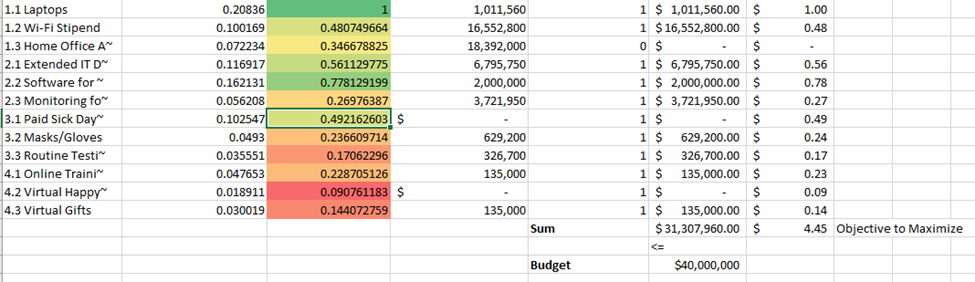 1.1 Laptops 0.20836 1 1,011,560 1 $ 1,011,560.00 $ 1.00
1.2 Wi-Fi Stipend 0.100169 0.480749664 16,552,800 1 $ 16,552,800.00 $ 0.48
1.3 Home Office A~ 0.072234 0.346678825 18,392,000 0 $ - $ -
2.1 Extended IT D~ 0.116917 0.561129775 6,795,750 1 $ 6,795,750.00 $ 0.56
2.2 Software for ~ 0.162131 0.778129199 2,000,000 1 $ 2,000,000.00 $ 0.78
2.3 Monitoring fo~ 0.056208 0.26976387 3,721,950 1 $ 3,721,950.00 $ 0.27
3.1 Paid Sick Day~ 0.102547 0.492162603 $ - 1 $ - $ 0.49
3.2 Masks/Gloves 0.0493 0.236609714 629,200 1 $ 629,200.00 $ 0.24
3.3 Routine Testi~ 0.035551 0.17062296 326,700 1 $ 326,700.00 $ 0.17
4.1 Online Traini~ 0.047653 0.228705126 135,000 1 $ 135,000.00 $ 0.23
4.2 Virtual Happy~ 0.018911 0.090761183 $ - 1 $ - $ 0.09
4.3 Virtual Gifts 0.030019 0.144072759 135,000 1 $ 135,000.00 $ 0.14
Sum $ 31,307,960.00 $ 4.45 Objective to Maximize
<=
Budget $40,000,000